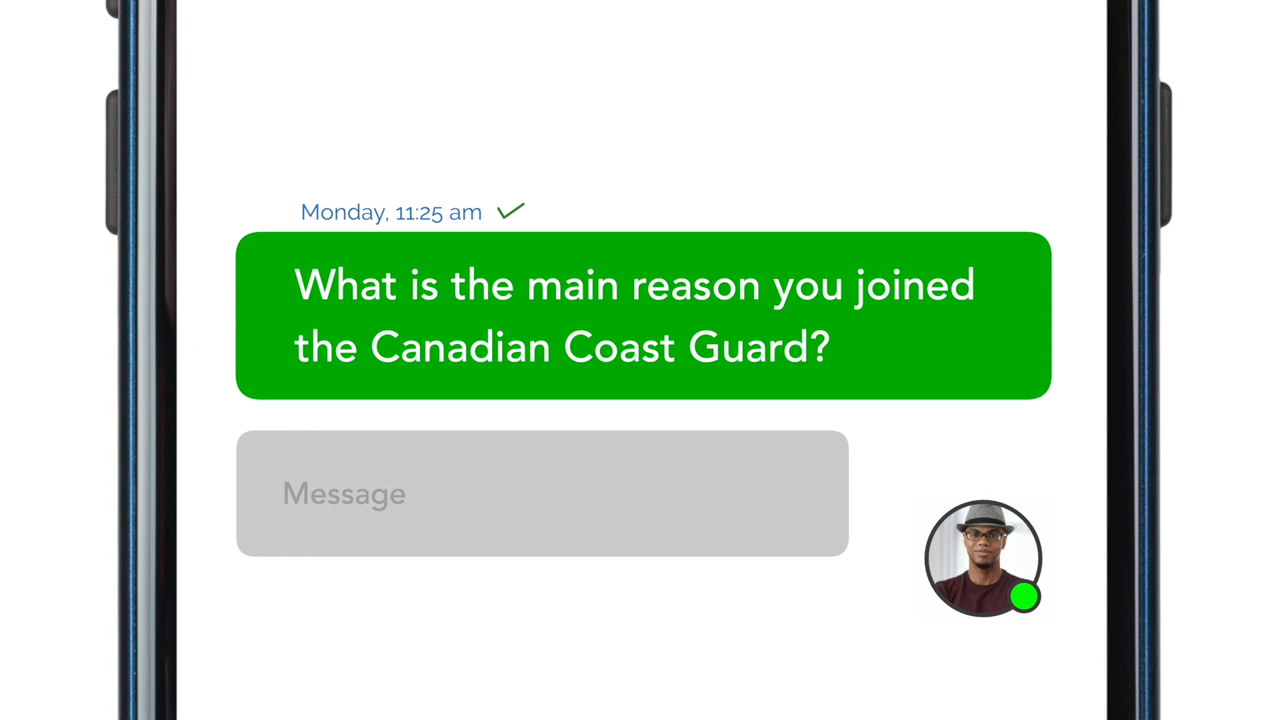 Monday, 11:25 am
What is the main reason you joined
the Canadian Coast Guard?
Message